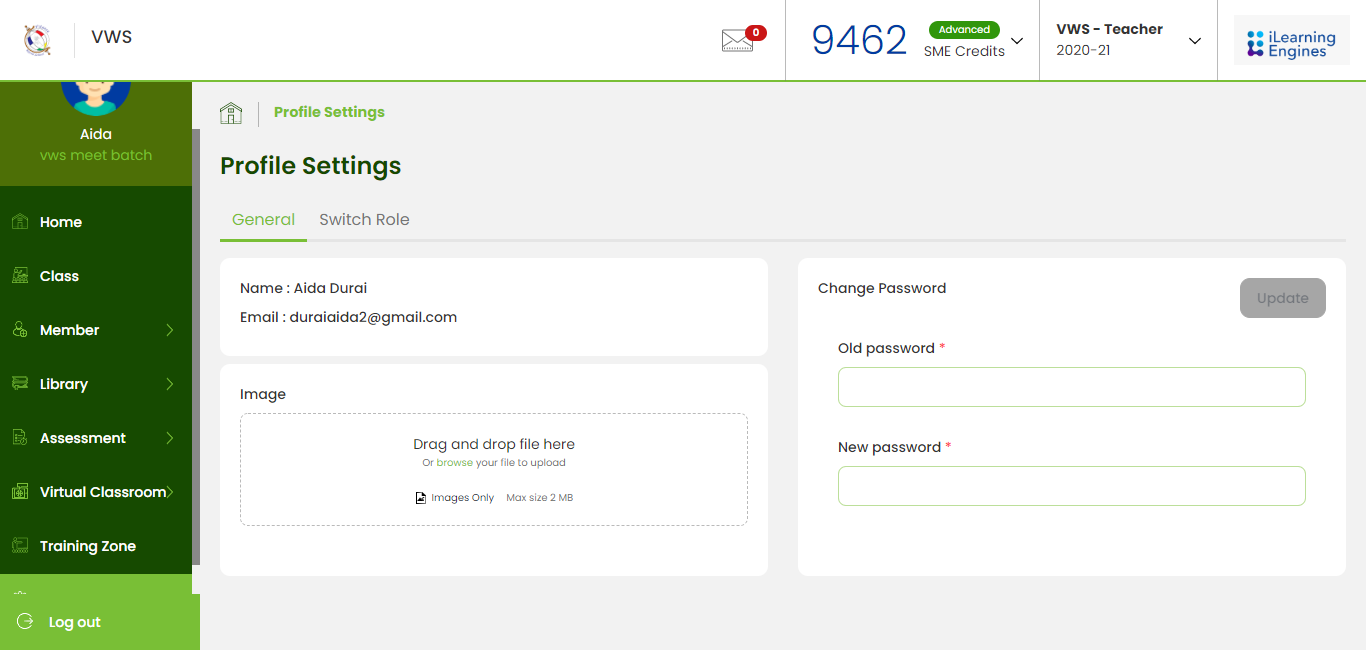 VWS
0
9462
Advanced
SME Credits
VWS - Teacher
2020-21
iLearning
Engines
Aida
vws meet batch
Home
Class
Member
Library
Assessment
Virtual Classroom
Training Zone
Log out
Profile Settings
Profile Settings
General
Switch Role
Name : Aida Durai
Email : duraiaida2@gmail.com
Image
Drag and drop file here
Or browse your file to upload
Images Only Max size 2 MB
Change Password
Update
Old password *
New password *